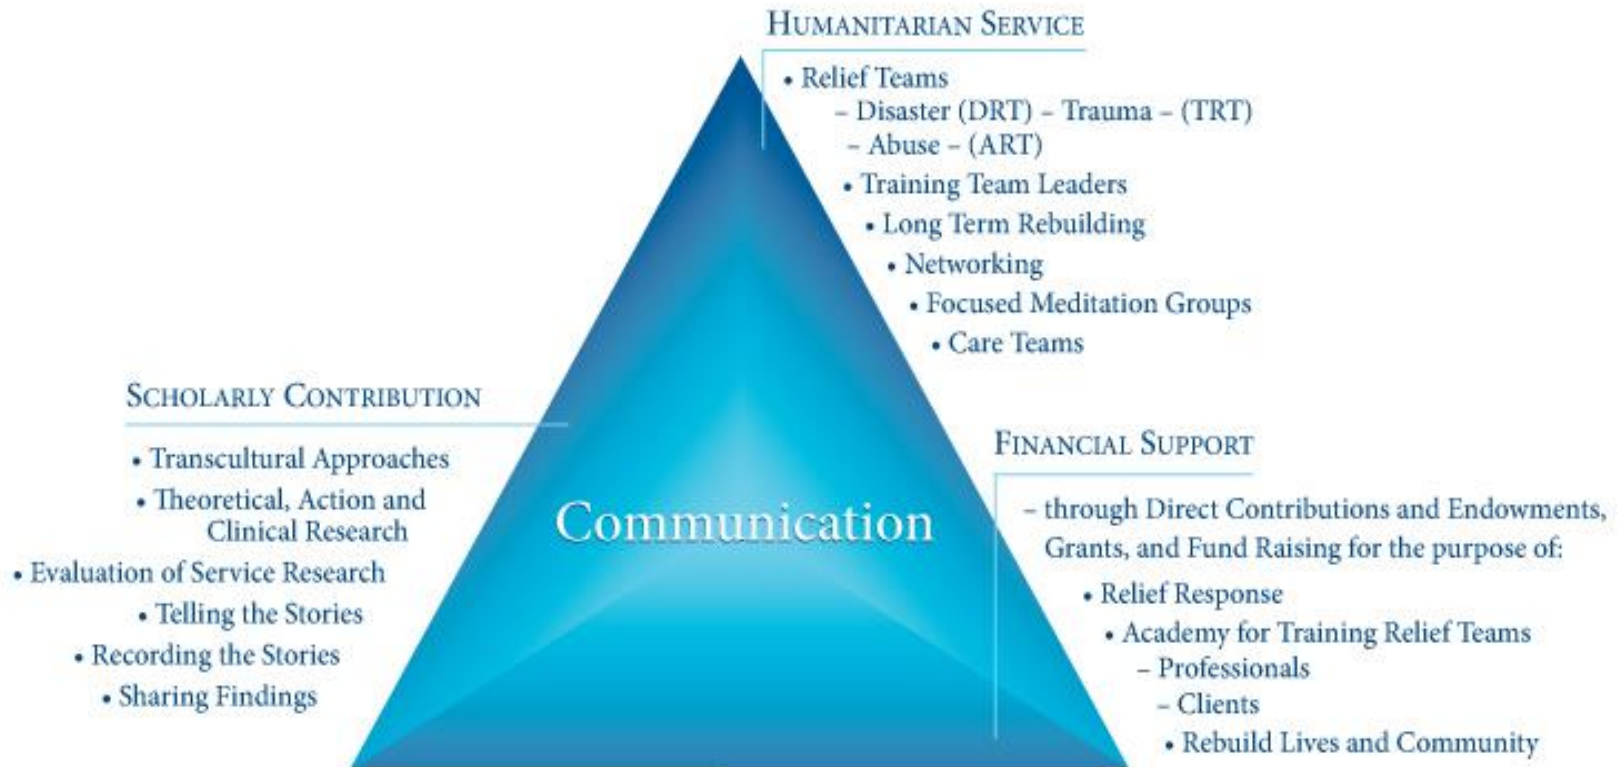 HUMANITARIAN SERVICE
• Relief Teams
– Disaster (DRT) – Trauma – (TRT)
– Abuse – (ART)
• Training Team Leaders
• Long Term Rebuilding
• Networking
• Focused Meditation Groups
• Care Teams
SCHOLARLY CONTRIBUTION
• Transcultural Approaches
• Theoretical, Action and
Clinical Research
• Evaluation of Service Research
• Telling the Stories
• Recording the Stories
• Sharing Findings
Communication
FINANCIAL SUPPORT
– through Direct Contributions and Endowments,
Grants, and Fund Raising for the purpose of:
• Relief Response
• Academy for Training Relief Teams
– Professionals
– Clients
• Rebuild Lives and Community